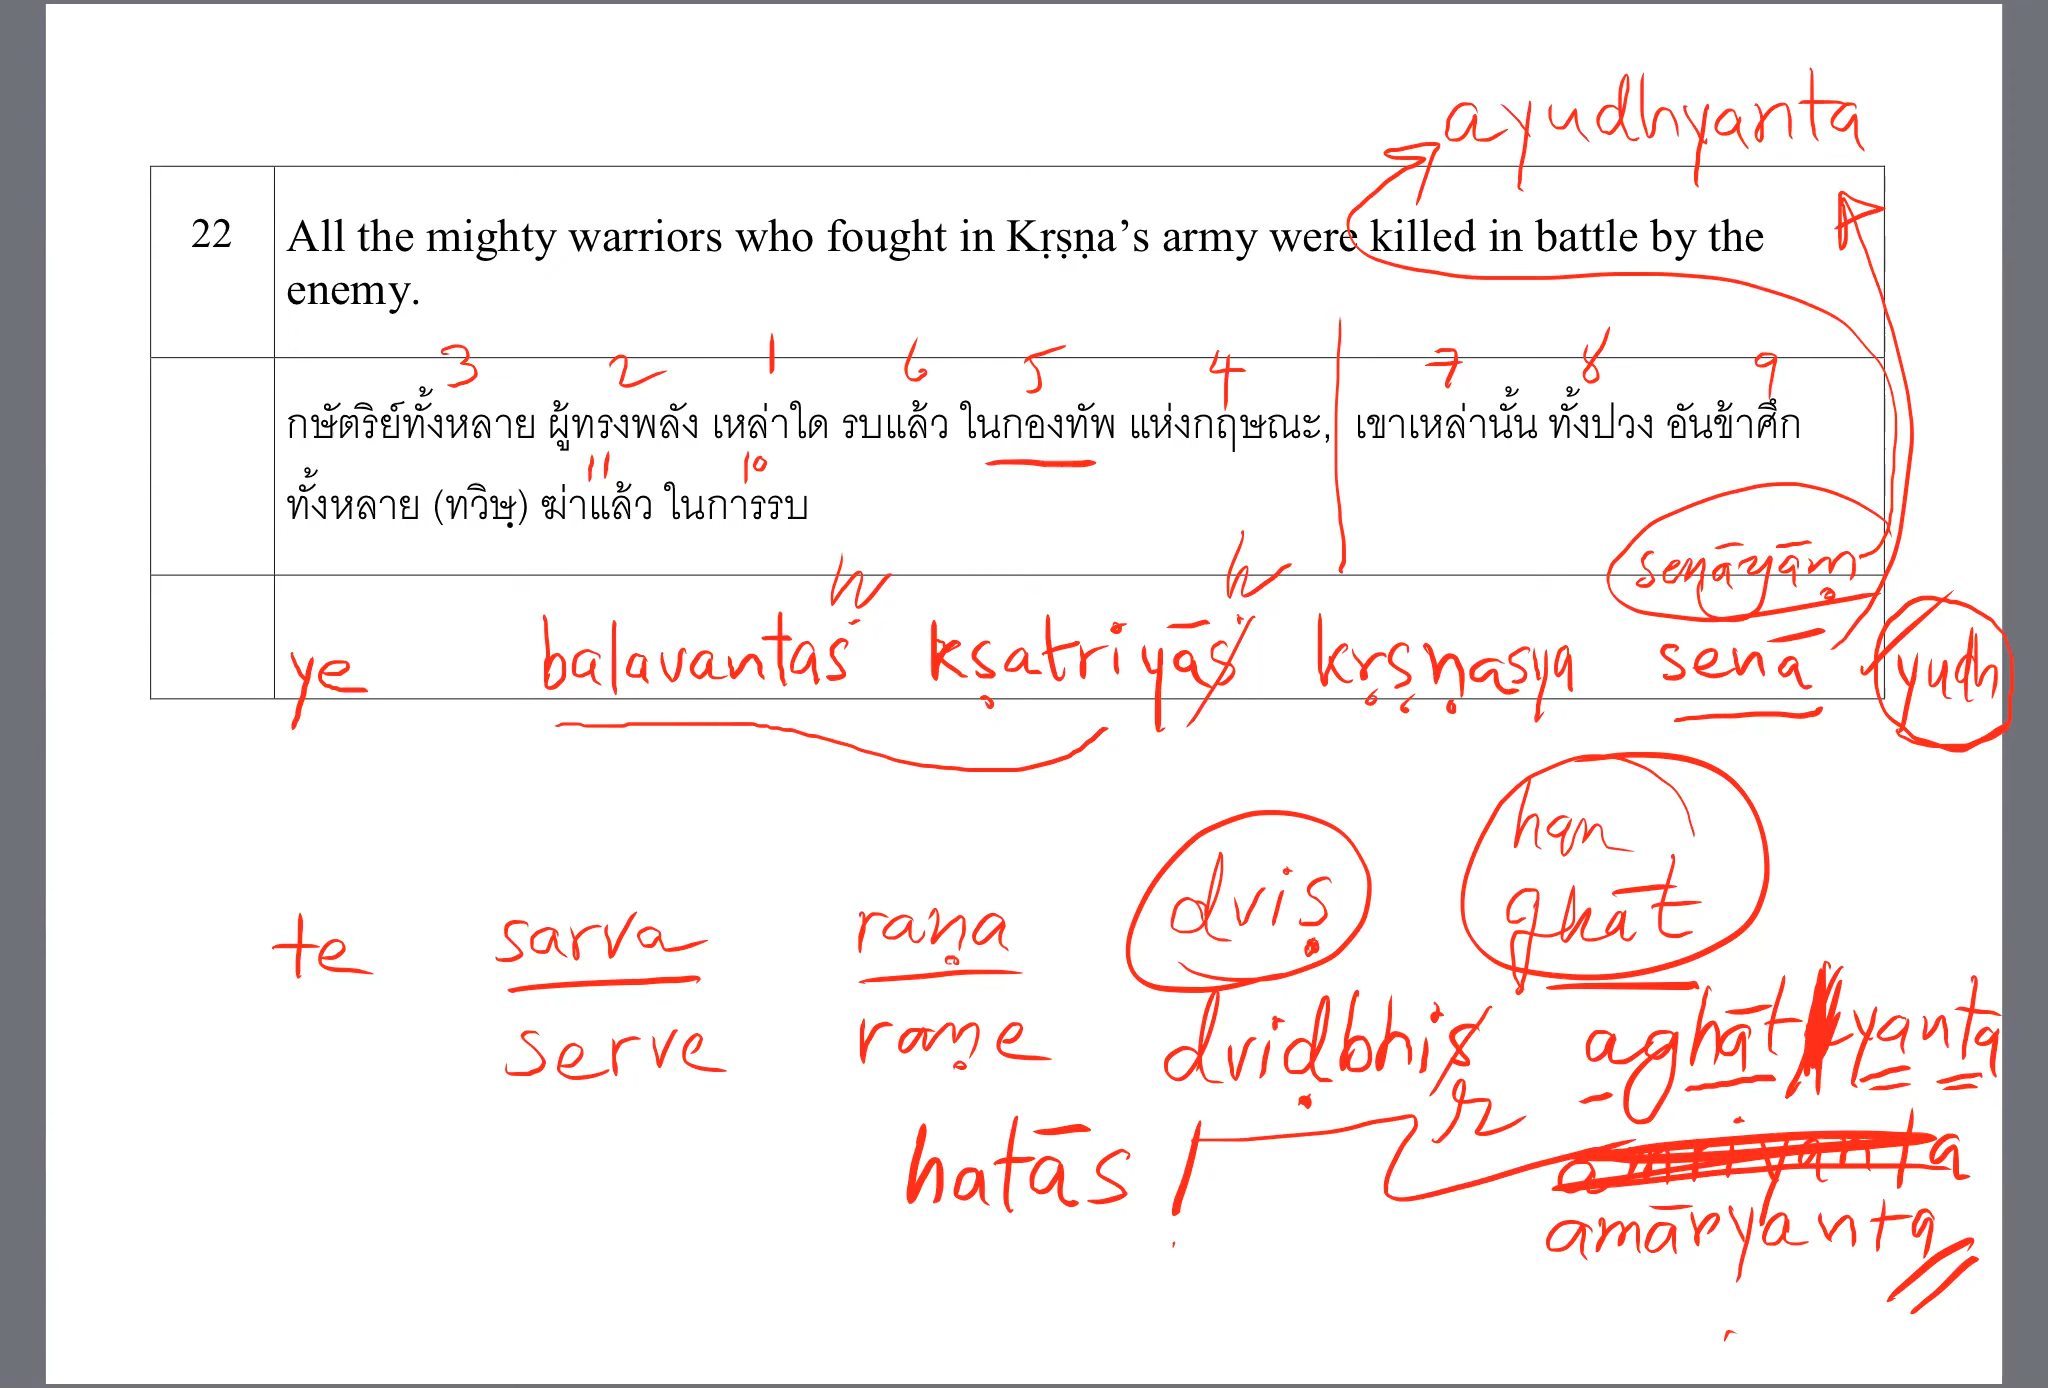 ayudhyanta
22 All the mighty warriors who fought in Kṛṣṇa’s army were killed in battle by the
enemy.
3 2 1 6 5 4 7 8 9
กษัตริย์ทั้งหลาย ผู้ทรงพลัง เหล่าใด รบแล้ว ในกองทัพ แห่งกฤษณะ, เขาเหล่านั้น ทั้งปวง อันข้าศึก
11 10
ทั้งหลาย (ทวิษฺ) ฆ่าแล้ว ในการรบ
h h senāyām
ye balavantas kṣatriyās kṛṣṇasya senā yudh
han
dviṣ ghāt
te sarva raṇa
serve raṇe dviḍbhis aghātyanta
r
hatās amriyanta
amāryanta